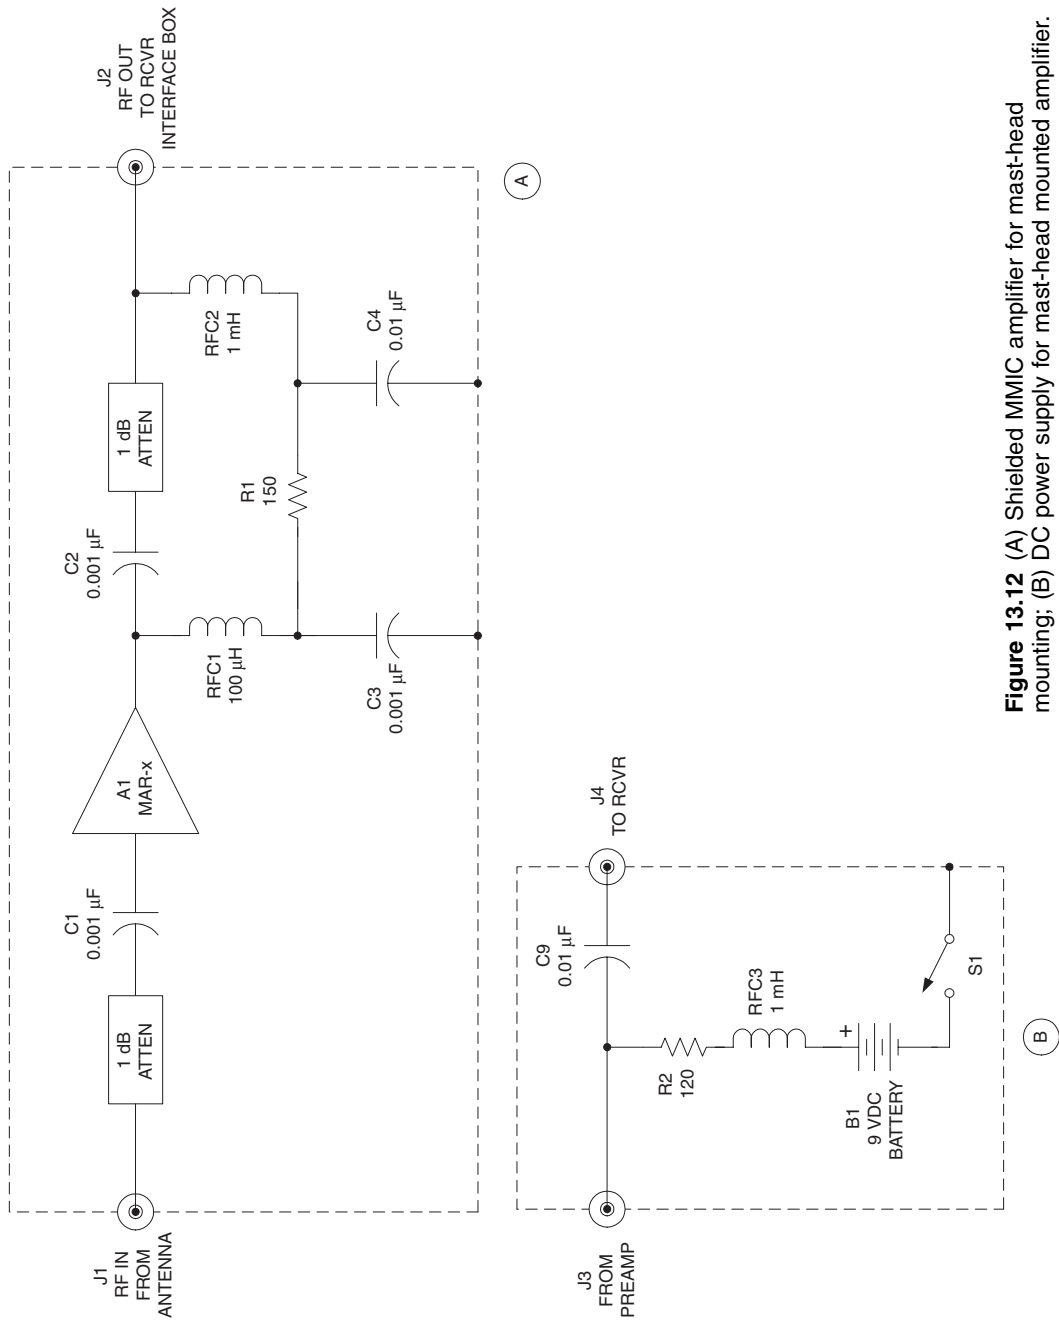 J1
RF IN
FROM
ANTENNA
1 dB
ATTEN
C1
0.001 µF
A1
MAR-x
C2
0.001 µF
1 dB
ATTEN
J2
RF OUT
TO RCVR
INTERFACE BOX
RFC1
100 µH
RFC2
1 mH
R1
150
C3
0.001 µF
C4
0.01 µF
A
J3
FROM
PREAMP
C9
0.01 µF
J4
TO RCVR
R2
120
RFC3
1 mH
+
B1
9 VDC
BATTERY
S1
B
Figure 13.12 (A) Shielded MMIC amplifier for mast-head
mounting; (B) DC power supply for mast-head mounted amplifier.